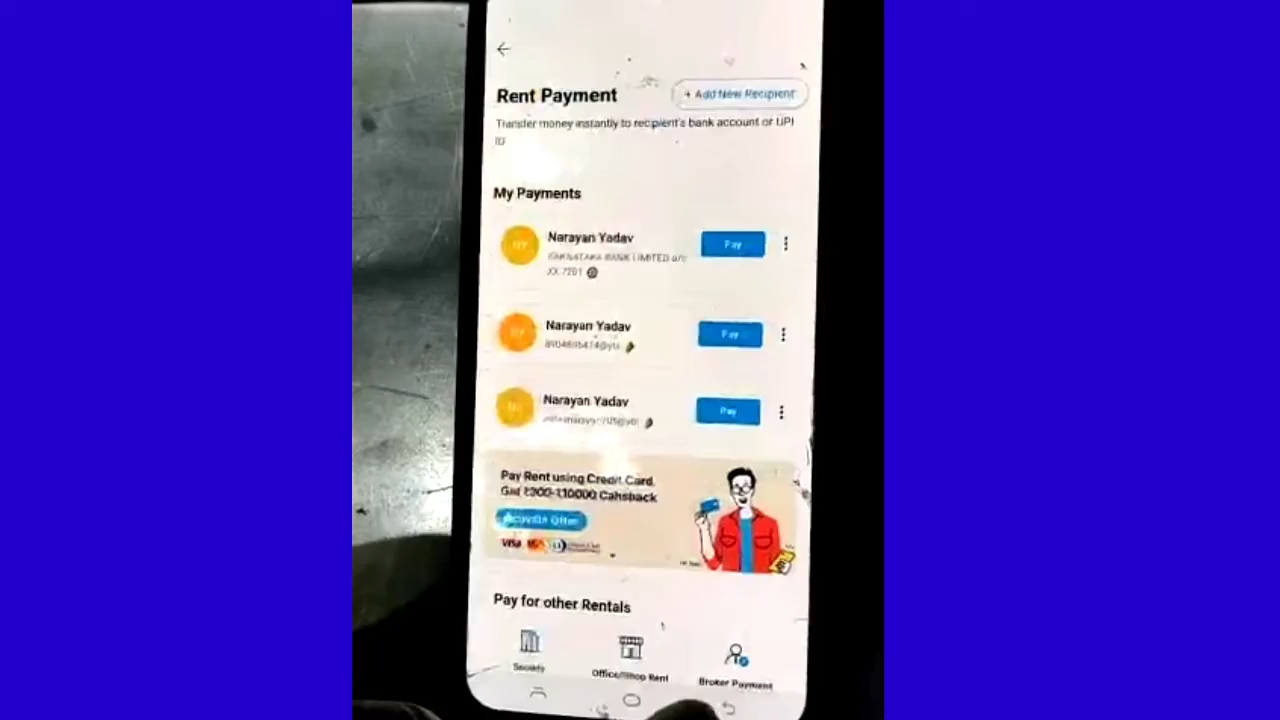 Rent Payment
+ Add New Recipient
Transfer money instantly to recipient's bank account or UPI
ID
My Payments
Narayan Yadav
KARNATAKA BANK LIMITED a/c
XX 7201
Pay
Narayan Yadav
Pay
Narayan Yadav
Pay
Pay Rent using Credit Card.
Get ₹300-₹10000 Cahsback
Activate Offer
VISA
Pay for other Rentals
Society
Office/Shop Rent
Broker Payment